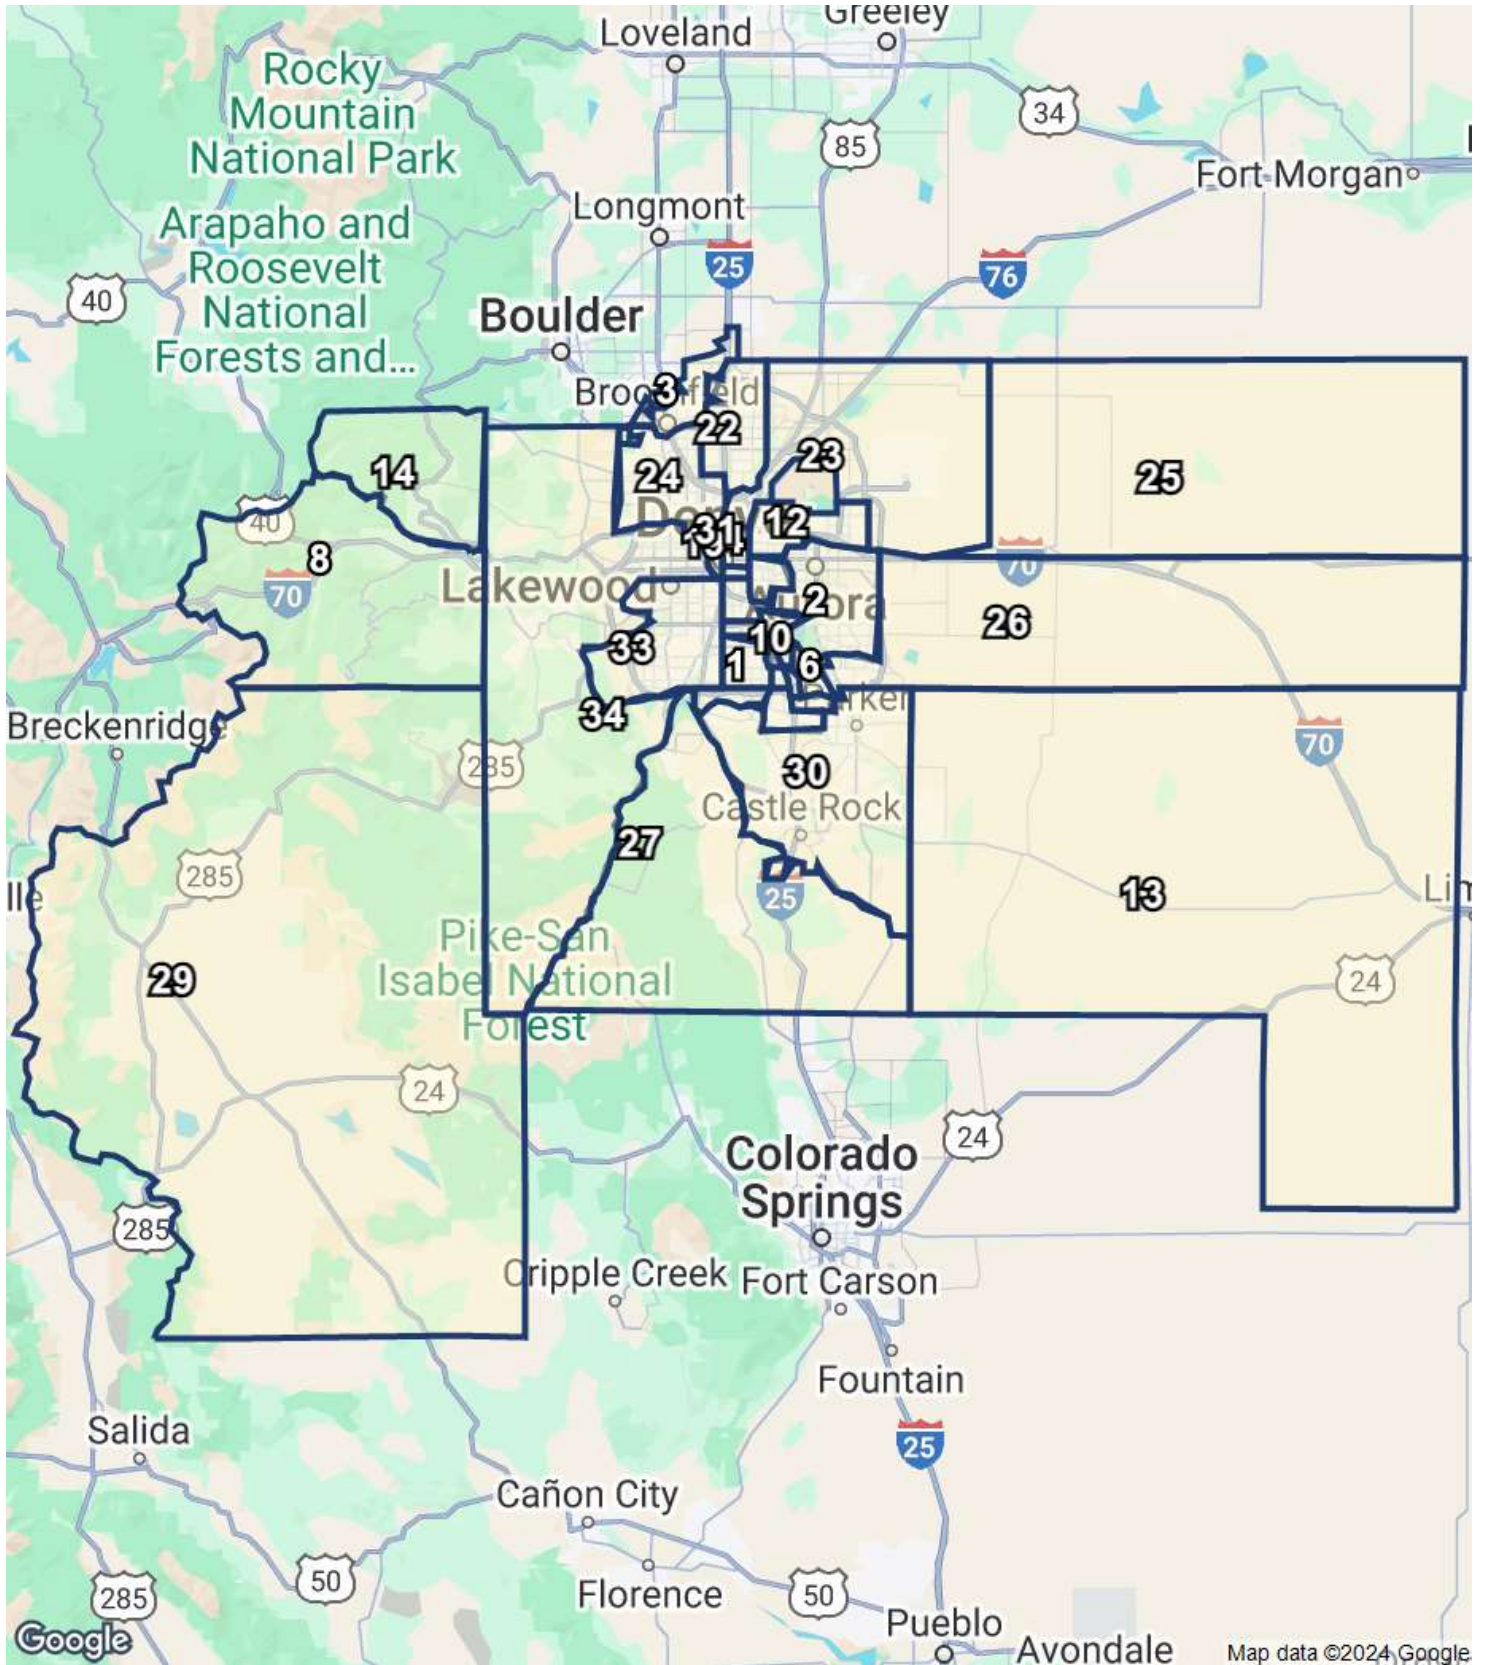 Greeley
Loveland
Rocky
Mountain
National Park
34
85
Fort Morgan
Arapaho and
Roosevelt
National
Forests and...
Longmont
25
76
40
Boulder
3
22
14
24
23
25
40
12
31
8
70
70
Lakewood
2
26
33
10
1
6
34
Breckenridge
285
70
30
Castle Rock
27
285
lle
25
13
Lim
Pike-San
Isabel National
Forest
29
24
24
24
Colorado
Springs
285
Cripple Creek
Fort Carson
Fountain
Salida
25
Cañon City
50
Florence
50
285
Pueblo
Avondale
Google
Map data ©2024 Google